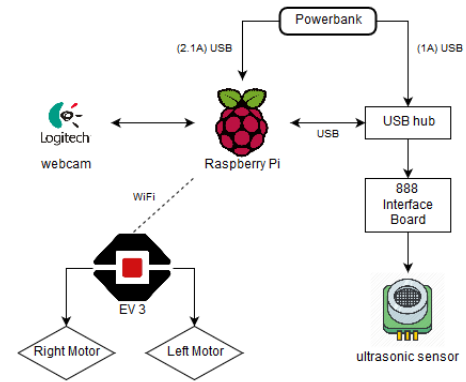 Powerbank
(2.1A) USB
(1A) USB
Logitech
webcam
Raspberry Pi
USB
USB hub
WiFi
888
Interface
Board
EV 3
Right Motor
Left Motor
ultrasonic sensor